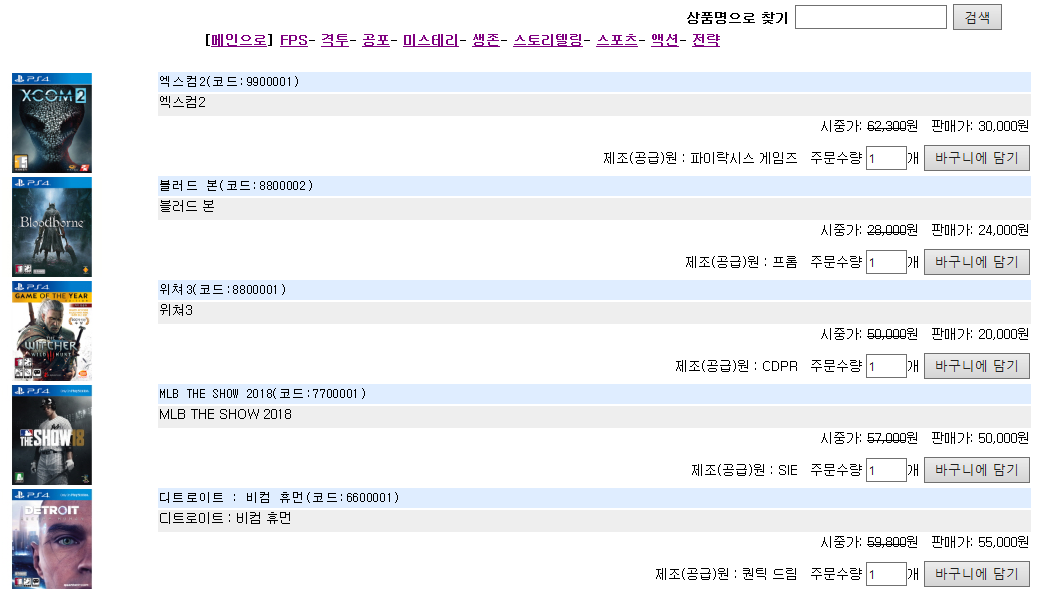 상품명으로 찾기 검색
[메인으로] FPS- 격투- 공포- 미스테리- 생존- 스토리텔링- 스포츠- 액션- 전략
PS4
XCOM 2
엑스컴2(코드:9900001)
엑스컴2
시중가: 62,300원 판매가: 30,000원
제조(공급)원 : 파이락시스 게임즈 주문수량 1 개 바구니에 담기
PS4
Bloodborne
블러드 본(코드:8800002)
블러드 본
시중가: 28,000원 판매가: 24,000원
제조(공급)원 : 프롬 주문수량 1 개 바구니에 담기
PS4
GAME OF THE YEAR
THE WITCHER
WILD HUNT
위쳐3(코드:8800001)
위쳐3
시중가: 50,000원 판매가: 20,000원
제조(공급)원 : CDPR 주문수량 1 개 바구니에 담기
PS4
THE SHOW 18
MLB THE SHOW 2018(코드:7700001)
MLB THE SHOW 2018
시중가: 57,000원 판매가: 50,000원
제조(공급)원 : SIE 주문수량 1 개 바구니에 담기
PS4
DETROIT
디트로이트 : 비컴 휴먼(코드:6600001)
디트로이트 : 비컴 휴먼
시중가: 59,800원 판매가: 55,000원
제조(공급)원 : 퀀틱 드림 주문수량 1 개 바구니에 담기